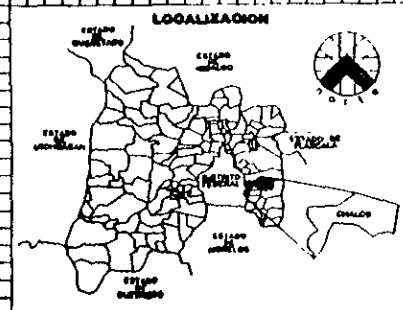 LOCALIZACION
ESTADO
DE
QUERETARO
ESTADO
DE
HIDALGO
ESTADO
DE
MICHOACAN
ESTADO DE
TLAXCALA
DISTRITO
FEDERAL
CHALCO
ESTADO
DE
MORELOS
ESTADO
DE
GUERRERO
norte